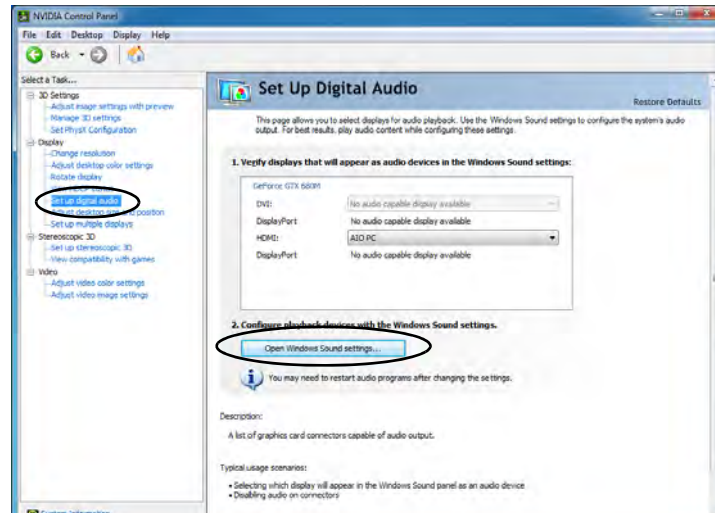 NVIDIA Control Panel
File Edit Desktop Display Help
Back
Select a Task...
3D Settings
Adjust image settings with preview
Manage 3D settings
Set PhysX Configuration
Display
Change resolution
Adjust desktop color settings
Rotate display
Set up digital audio
Adjust desktop size and position
Set up multiple displays
Stereoscopic 3D
Set up stereoscopic 3D
View compatibility with games
Video
Adjust video color settings
Adjust video image settings
System Information
Set Up Digital Audio
Restore Defaults
This page allows you to select displays for audio playback. Use the Windows Sound settings to configure the system's audio
output. For best results, play audio content while configuring these settings.
1. Verify displays that will appear as audio devices in the Windows Sound settings:
GeForce GTX 680M
DVI: No audio capable display available
DisplayPort No audio capable display available
HDMI: AIO PC
DisplayPort No audio capable display available
2. Configure playback devices with the Windows Sound settings.
Open Windows Sound settings...
You may need to restart audio programs after changing the settings.
Description:
A list of graphics card connectors capable of audio output.
Typical usage scenarios:
• Selecting which display will appear in the Windows Sound panel as an audio device
• Disabling audio on connectors